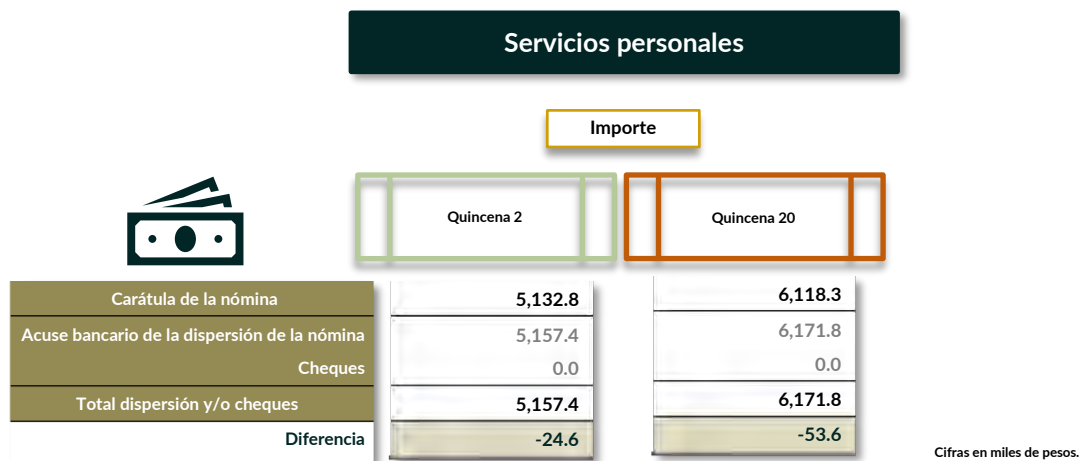 Servicios personales
Importe
Quincena 2 Quincena 20
Carátula de la nómina 5,132.8 6,118.3
Acuse bancario de la dispersión de la nómina 5,157.4 6,171.8
Cheques 0.0 0.0
Total dispersión y/o cheques 5,157.4 6,171.8
Diferencia -24.6 -53.6
Cifras en miles de pesos.